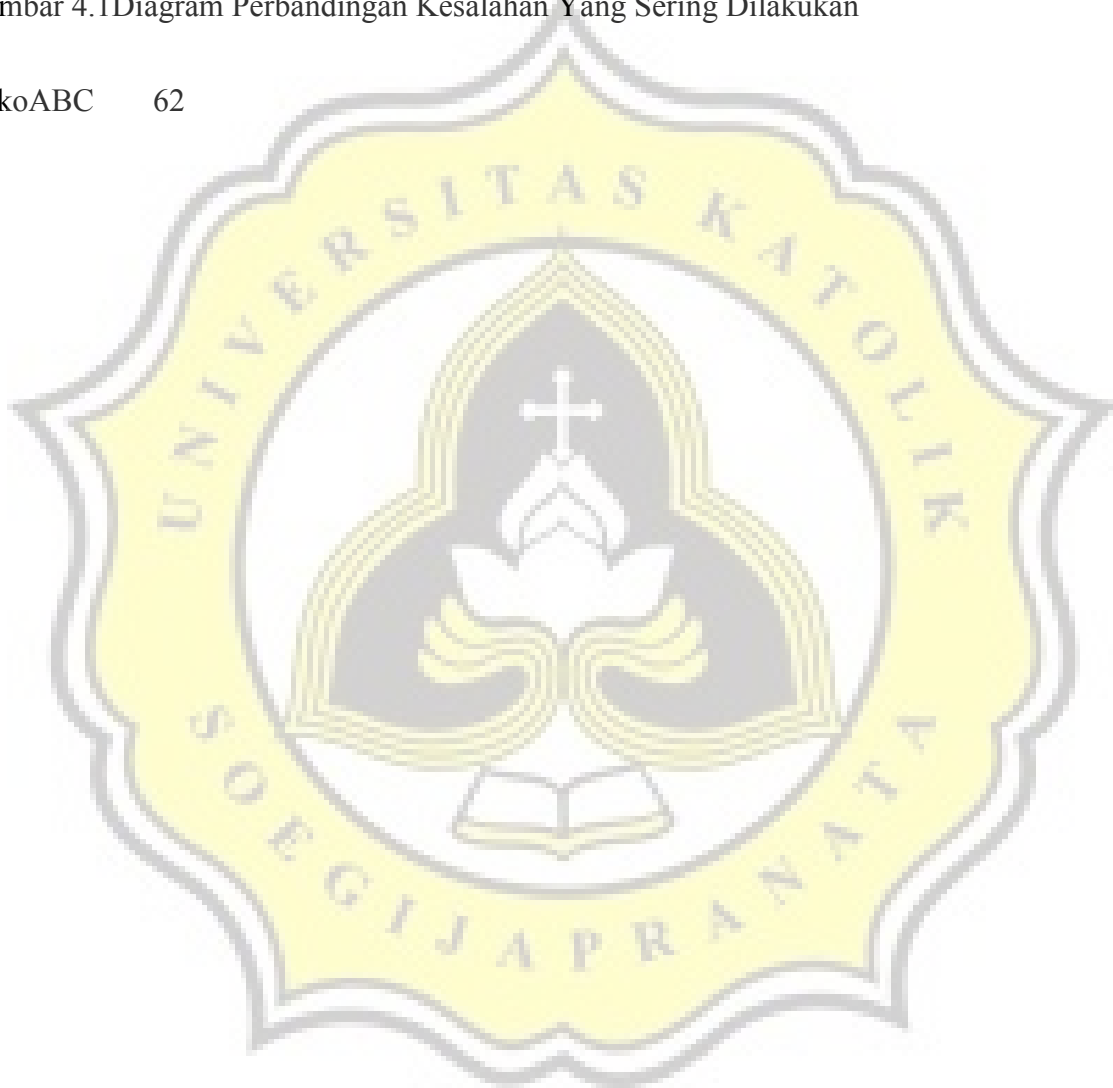 mbar 4.1Diagram Perbandingan Kesalahan Yang Sering Dilakukan
koABC 62
UNIVERSITAS KATOLIK
SOEGIJAPRANATA